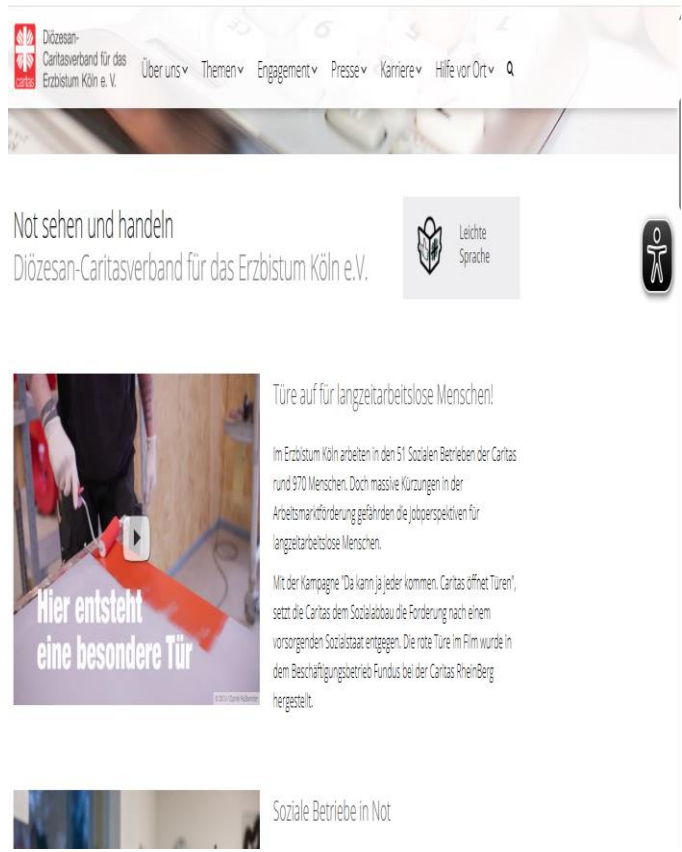 Diözesan-
Caritasverband für das
Erzbistum Köln e. V.
caritas
Über uns Themen Engagement Presse Karriere Hilfe vor Ort
Not sehen und handeln
Diözesan-Caritasverband für das Erzbistum Köln e.V.
Leichte
Sprache
Türe auf für langzeitarbeitslose Menschen!
Im Erzbistum Köln arbeiten in den 51 Sozialen Betrieben der Caritas
rund 970 Menschen. Doch massive Kürzungen in der
Arbeitsmarktförderung gefährden die Jobperspektiven für
langzeitarbeitslose Menschen.
Mit der Kampagne "Da kann ja jeder kommen. Caritas öffnet Türen",
setzt die Caritas dem Sozialabbau die Forderung nach einem
vorsorgenden Sozialstaat entgegen. Die rote Türe im Film wurde in
dem Beschäftigungsbetrieb Fundus bei der Caritas RheinBerg
hergestellt.
Hier entsteht
eine besondere Tür
Soziale Betriebe in Not